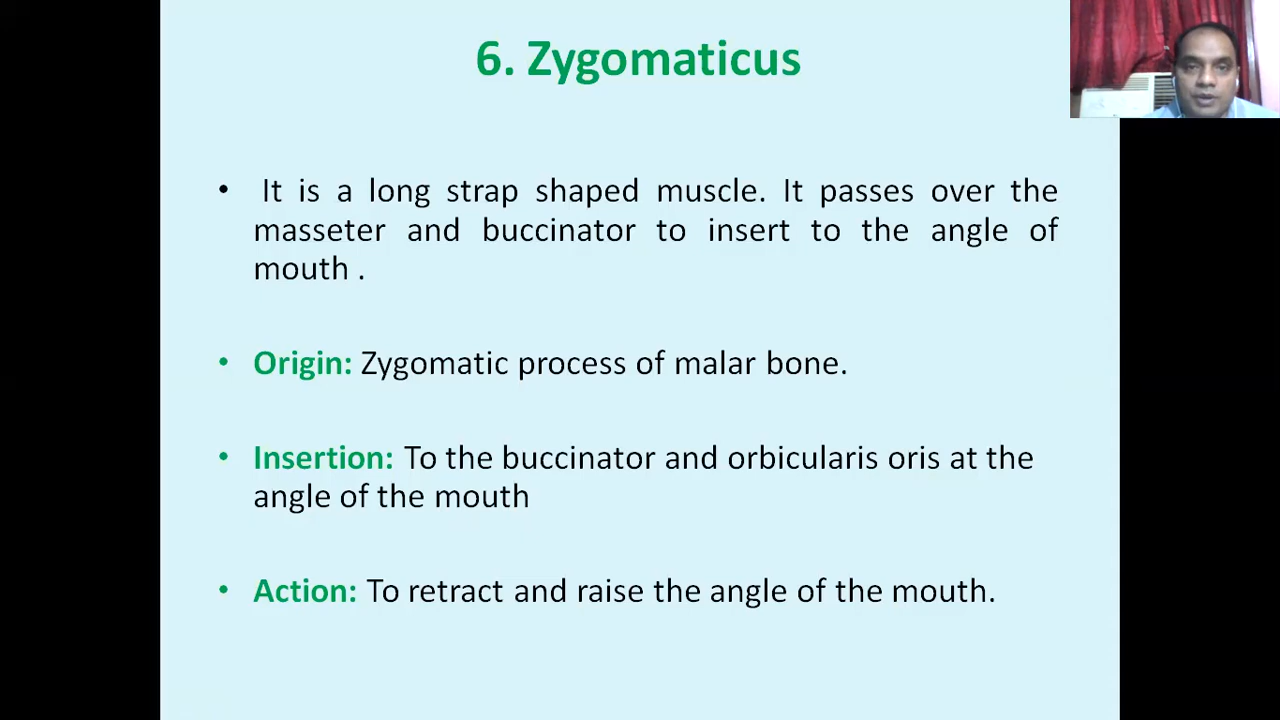 6. Zygomaticus
• It is a long strap shaped muscle. It passes over the
masseter and buccinator to insert to the angle of
mouth .
• Origin: Zygomatic process of malar bone.
• Insertion: To the buccinator and orbicularis oris at the
angle of the mouth
• Action: To retract and raise the angle of the mouth.